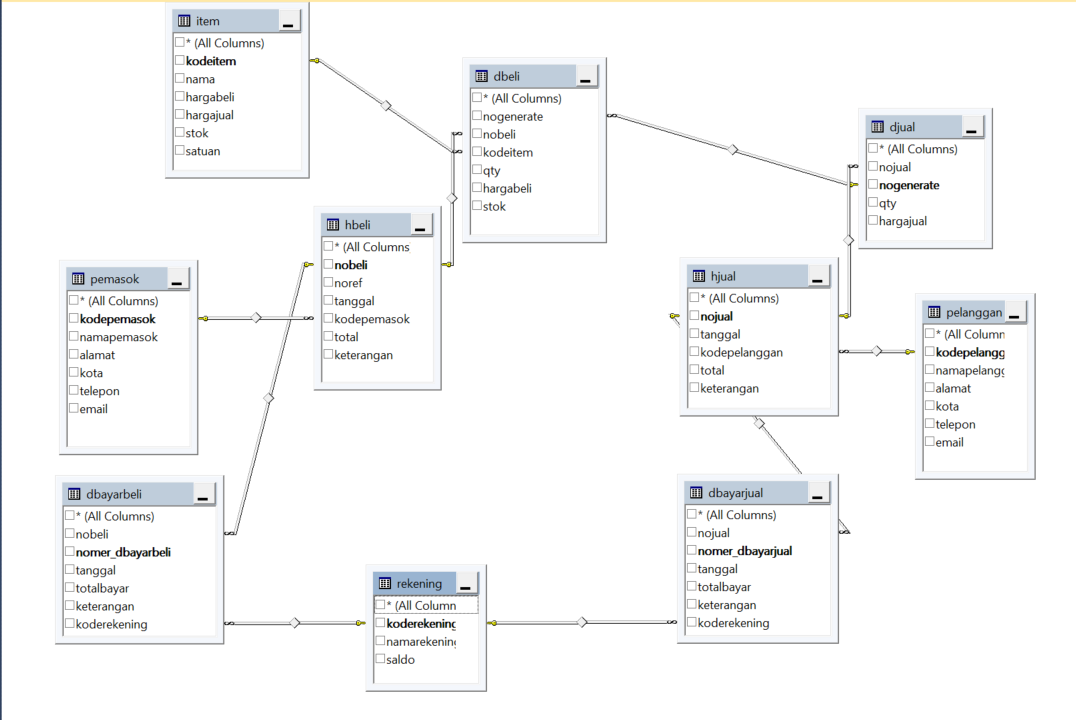 item
* (All Columns)
kodeitem
nama
hargabeli
hargajual
stok
satuan
dbeli
* (All Columns)
nogenerate
nobeli
kodeitem
qty
hargabeli
stok
djual
* (All Columns)
nojual
nogenerate
qty
hargajual
hbeli
* (All Columns
nobeli
noref
tanggal
kodepemasok
total
keterangan
pemasok
* (All Columns)
kodepemasok
namapemasok
alamat
kota
telepon
email
hjual
* (All Columns)
nojual
tanggal
kodepelanggan
total
keterangan
pelanggan
* (All Column
kodepelangg
namapelangg
alamat
kota
telepon
email
dbayarbeli
* (All Columns)
nobeli
nomer_dbayarbeli
tanggal
totalbayar
keterangan
koderekening
rekening
* (All Column
koderekening
namarekening
saldo
dbayarjual
* (All Columns)
nojual
nomer_dbayarjual
tanggal
totalbayar
keterangan
koderekening